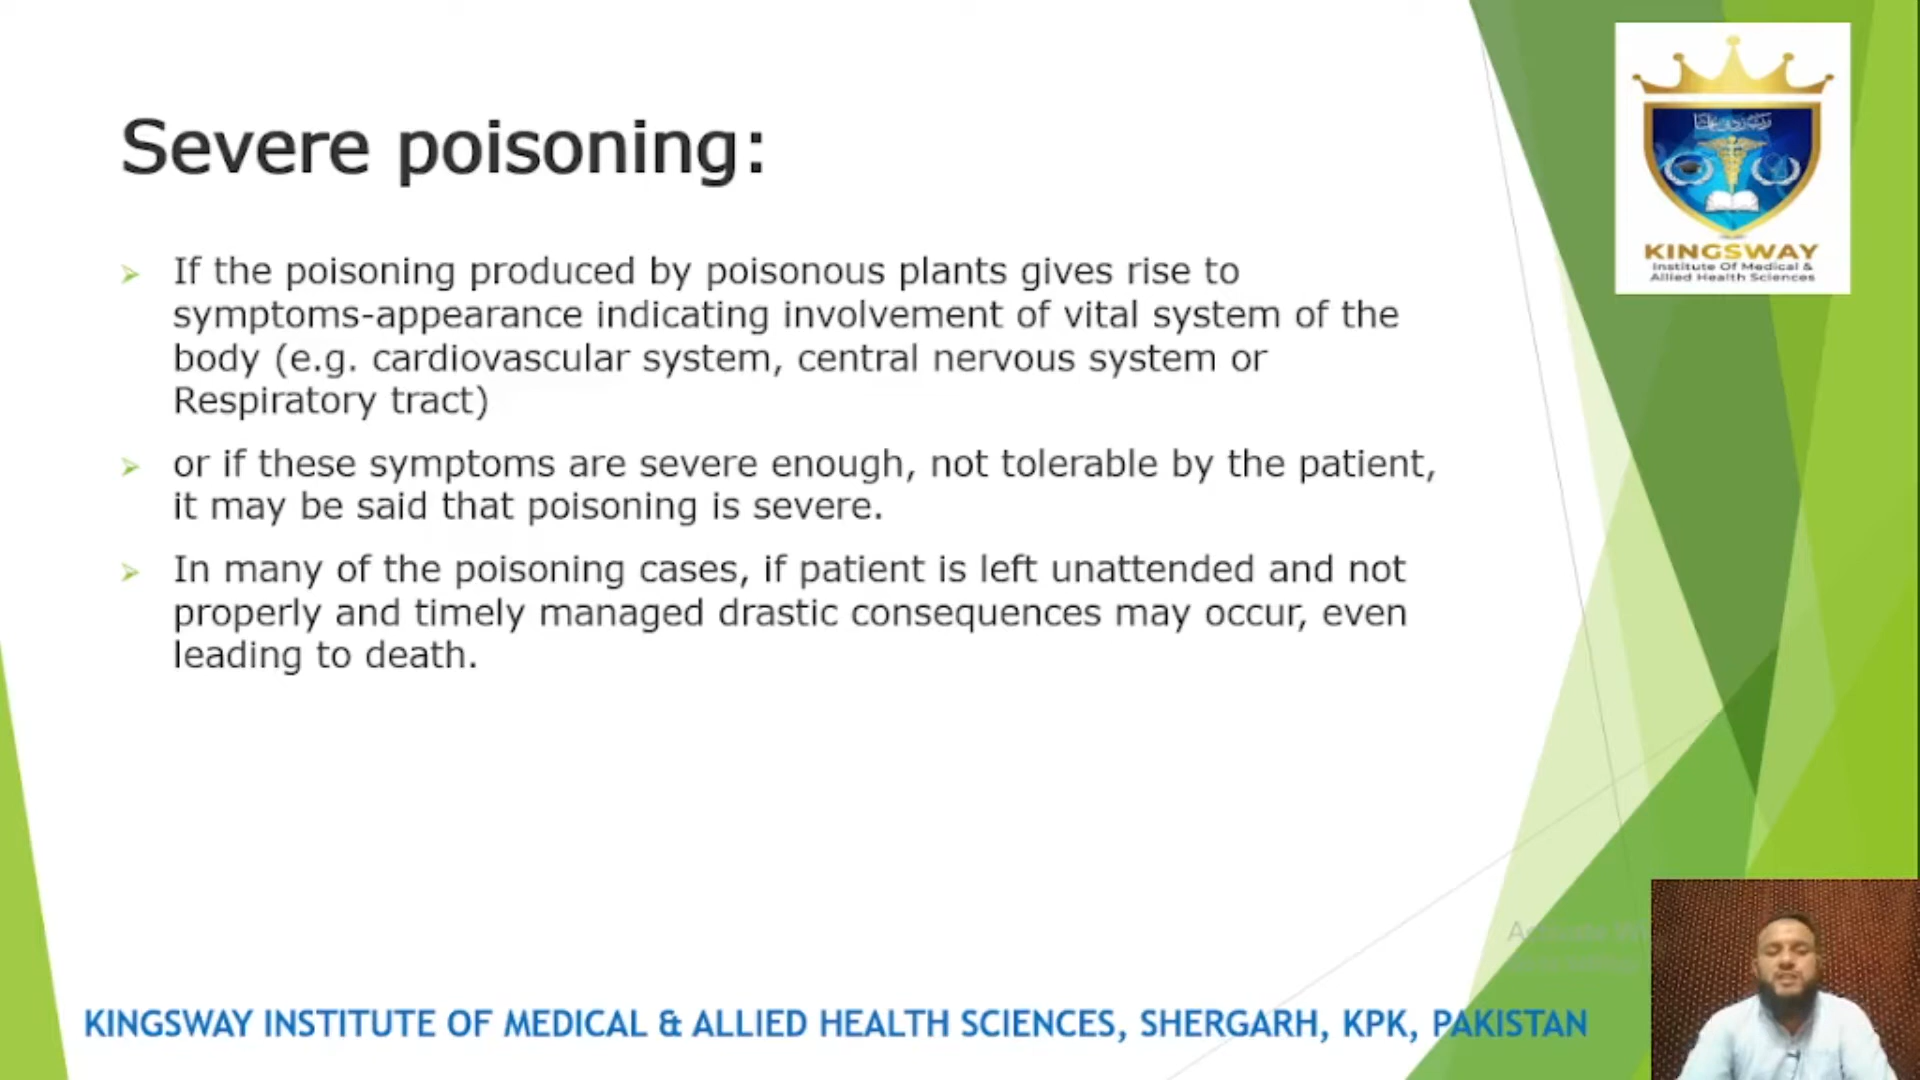 Severe poisoning:
If the poisoning produced by poisonous plants gives rise to
symptoms-appearance indicating involvement of vital system of the
body (e.g. cardiovascular system, central nervous system or
Respiratory tract)
or if these symptoms are severe enough, not tolerable by the patient,
it may be said that poisoning is severe.
In many of the poisoning cases, if patient is left unattended and not
properly and timely managed drastic consequences may occur, even
leading to death.
KINGSWAY
Institute Of Medical &
Allied Health Sciences
KINGSWAY INSTITUTE OF MEDICAL & ALLIED HEALTH SCIENCES, SHERGARH, KPK, PAKISTAN